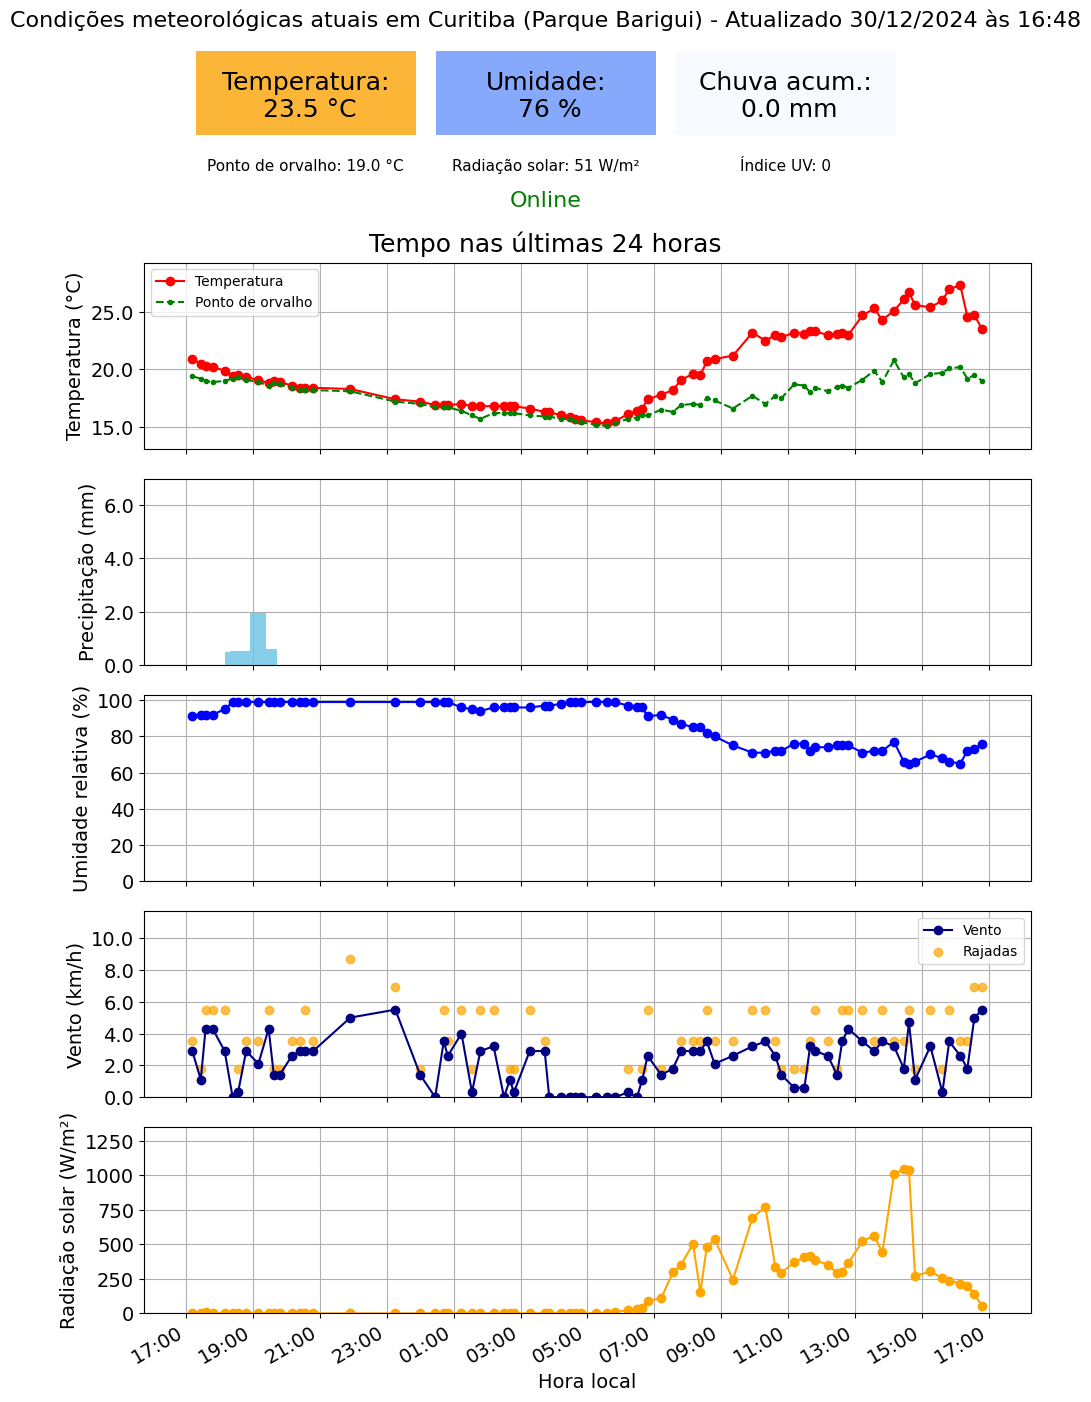 Condições meteorológicas atuais em Curitiba (Parque Barigui) - Atualizado 30/12/2024 às 16:48
Temperatura:
23.5 °C
Umidade:
76 %
Chuva acum.:
0.0 mm
Ponto de orvalho: 19.0 °C
Radiação solar: 51 W/m²
Índice UV: 0
Online
Tempo nas últimas 24 horas
Temperatura (°C)
25.0
20.0
15.0
Temperatura
Ponto de orvalho
Precipitação (mm)
6.0
4.0
2.0
0.0
Umidade relativa (%)
100
80
60
40
20
0
Vento (km/h)
10.0
8.0
6.0
4.0
2.0
0.0
Vento
Rajadas
Radiação solar (W/m²)
1250
1000
750
500
250
0
17:00
19:00
21:00
23:00
01:00
03:00
05:00
07:00
09:00
11:00
13:00
15:00
17:00
Hora local